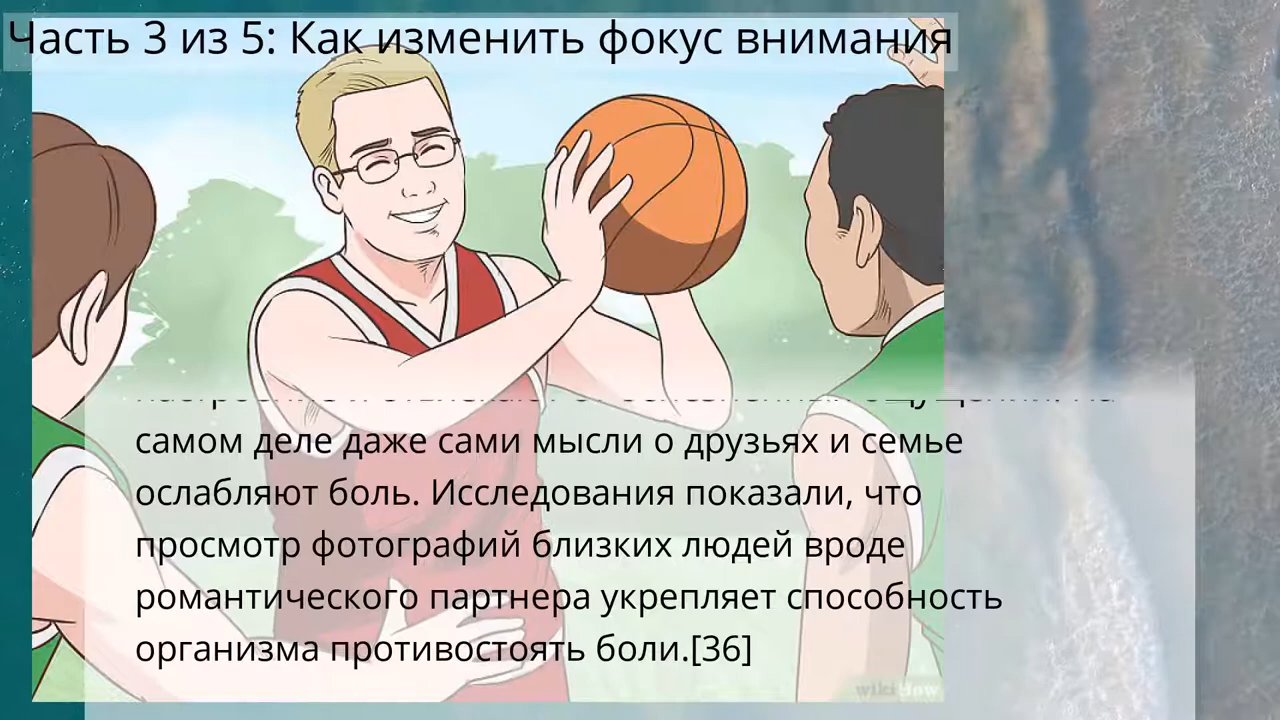 Часть 3 из 5: Как изменить фокус внимания
самом деле даже сами мысли о друзьях и семье
ослабляют боль. Исследования показали, что
просмотр фотографий близких людей вроде
романтического партнера укрепляет способность
организма противостоять боли.[36]
wikiHow